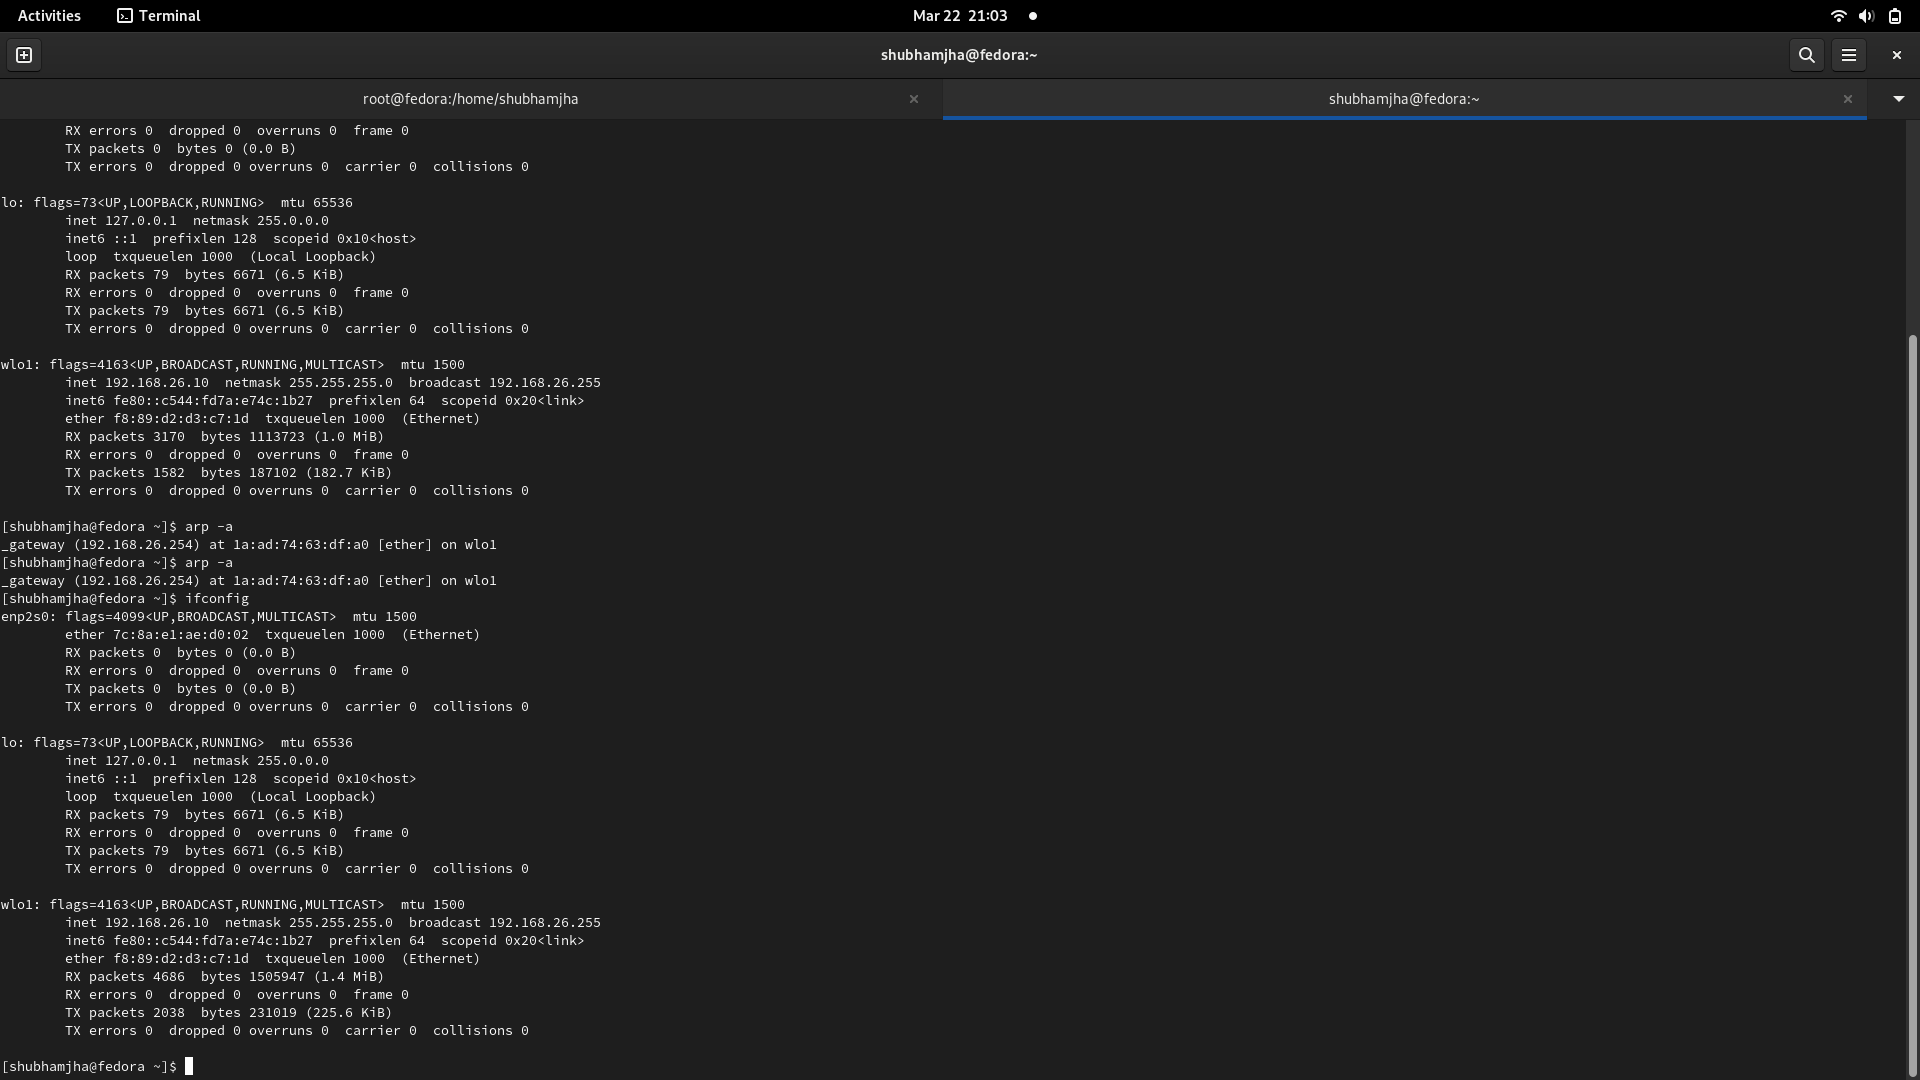 Activities Terminal Mar 22 21:03
shubhamjha@fedora:~
root@fedora:/home/shubhamjha shubhamjha@fedora:~
        RX errors 0  dropped 0  overruns 0  frame 0
        TX packets 0  bytes 0 (0.0 B)
        TX errors 0  dropped 0 overruns 0  carrier 0  collisions 0

lo: flags=73<UP,LOOPBACK,RUNNING>  mtu 65536
        inet 127.0.0.1  netmask 255.0.0.0
        inet6 ::1  prefixlen 128  scopeid 0x10<host>
        loop  txqueuelen 1000  (Local Loopback)
        RX packets 79  bytes 6671 (6.5 KiB)
        RX errors 0  dropped 0  overruns 0  frame 0
        TX packets 79  bytes 6671 (6.5 KiB)
        TX errors 0  dropped 0 overruns 0  carrier 0  collisions 0

wlo1: flags=4163<UP,BROADCAST,RUNNING,MULTICAST>  mtu 1500
        inet 192.168.26.10  netmask 255.255.255.0  broadcast 192.168.26.255
        inet6 fe80::c544:fd7a:e74c:1b27  prefixlen 64  scopeid 0x20<link>
        ether f8:89:d2:d3:c7:1d  txqueuelen 1000  (Ethernet)
        RX packets 3170  bytes 1113723 (1.0 MiB)
        RX errors 0  dropped 0  overruns 0  frame 0
        TX packets 1582  bytes 187102 (182.7 KiB)
        TX errors 0  dropped 0 overruns 0  carrier 0  collisions 0

[shubhamjha@fedora ~]$ arp -a
_gateway (192.168.26.254) at 1a:ad:74:63:df:a0 [ether] on wlo1
[shubhamjha@fedora ~]$ arp -a
_gateway (192.168.26.254) at 1a:ad:74:63:df:a0 [ether] on wlo1
[shubhamjha@fedora ~]$ ifconfig
enp2s0: flags=4099<UP,BROADCAST,MULTICAST>  mtu 1500
        ether 7c:8a:e1:ae:d0:02  txqueuelen 1000  (Ethernet)
        RX packets 0  bytes 0 (0.0 B)
        RX errors 0  dropped 0  overruns 0  frame 0
        TX packets 0  bytes 0 (0.0 B)
        TX errors 0  dropped 0 overruns 0  carrier 0  collisions 0

lo: flags=73<UP,LOOPBACK,RUNNING>  mtu 65536
        inet 127.0.0.1  netmask 255.0.0.0
        inet6 ::1  prefixlen 128  scopeid 0x10<host>
        loop  txqueuelen 1000  (Local Loopback)
        RX packets 79  bytes 6671 (6.5 KiB)
        RX errors 0  dropped 0  overruns 0  frame 0
        TX packets 79  bytes 6671 (6.5 KiB)
        TX errors 0  dropped 0 overruns 0  carrier 0  collisions 0

wlo1: flags=4163<UP,BROADCAST,RUNNING,MULTICAST>  mtu 1500
        inet 192.168.26.10  netmask 255.255.255.0  broadcast 192.168.26.255
        inet6 fe80::c544:fd7a:e74c:1b27  prefixlen 64  scopeid 0x20<link>
        ether f8:89:d2:d3:c7:1d  txqueuelen 1000  (Ethernet)
        RX packets 4686  bytes 1505947 (1.4 MiB)
        RX errors 0  dropped 0  overruns 0  frame 0
        TX packets 2038  bytes 231019 (225.6 KiB)
        TX errors 0  dropped 0 overruns 0  carrier 0  collisions 0

[shubhamjha@fedora ~]$